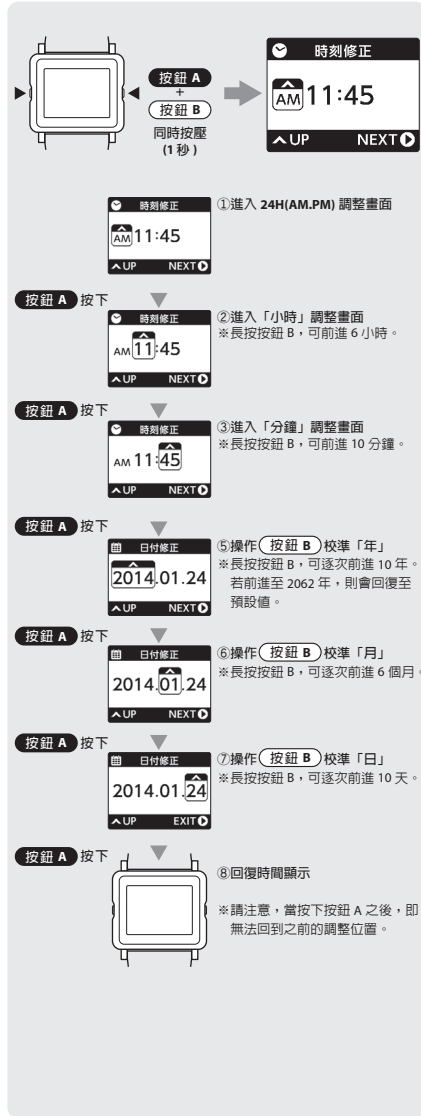 時刻修正
AM 11:45
UP NEXT
按鈕 A
+
按鈕 B
同時按壓
(1 秒 )
時刻修正
AM 11:45
UP NEXT
①進入 24H(AM.PM) 調整畫面
按鈕 A 按下
時刻修正
AM 11:45
UP NEXT
②進入「小時」調整畫面
※長按按鈕 B，可前進 6 小時。
按鈕 A 按下
時刻修正
AM 11:45
UP NEXT
③進入「分鐘」調整畫面
※長按按鈕 B，可前進 10 分鐘。
按鈕 A 按下
日付修正
2014.01.24
UP NEXT
⑤操作 按鈕 B 校準「年」
※長按按鈕 B，可逐次前進 10 年。
若前進至 2062 年，則會回復至
預設值。
按鈕 A 按下
日付修正
2014.01.24
UP NEXT
⑥操作 按鈕 B 校準「月」
※長按按鈕 B，可逐次前進 6 個月。
按鈕 A 按下
日付修正
2014.01.24
UP EXIT
⑦操作 按鈕 B 校準「日」
※長按按鈕 B，可逐次前進 10 天。
按鈕 A 按下
⑧回復時間顯示
※請注意，當按下按鈕 A 之後，即
無法回到之前的調整位置。